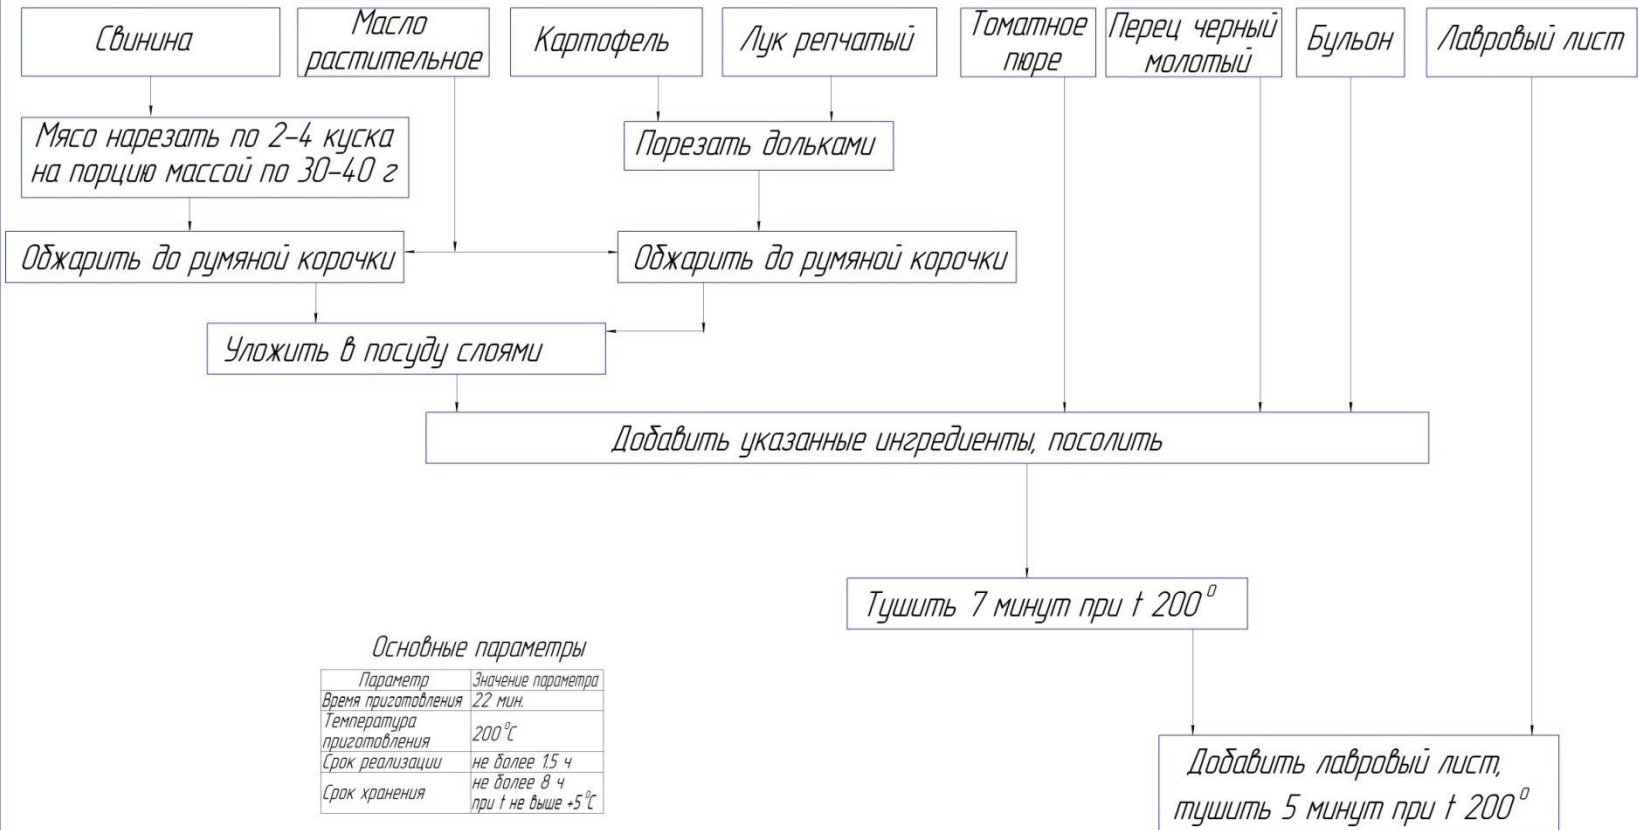 Свинина
Масло
растительное
Картофель
Лук репчатый
Томатное
пюре
Перец черный
молотый
Бульон
Лавровый лист
Мясо нарезать по 2-4 куска
на порцию массой по 30-40 г
Порезать дольками
Обжарить до румяной корочки
Обжарить до румяной корочки
Уложить в посуду слоями
Добавить указанные ингредиенты, посолить
Тушить 7 минут при t 200⁰
Добавить лавровый лист,
тушить 5 минут при t 200⁰
Основные параметры
Параметр Значение параметра
Время приготовления 22 мин.
Температура
приготовления 200⁰С
Срок реализации не более 1.5 ч
Срок хранения не более 8 ч
при t не выше +5⁰С